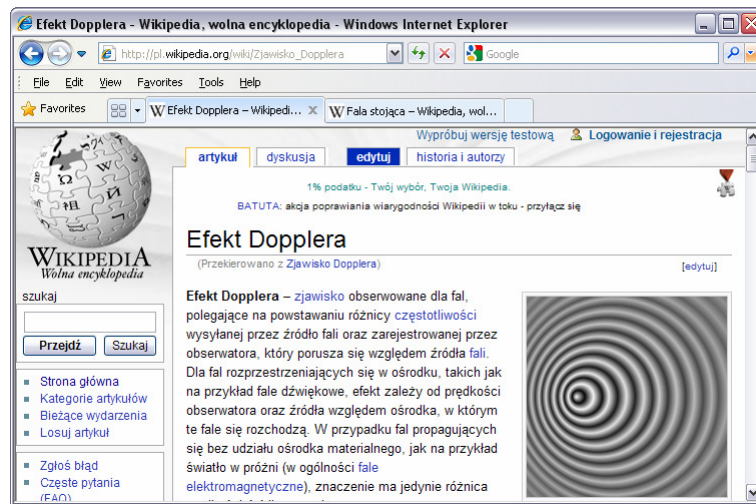 Efekt Dopplera - Wikipedia, wolna encyklopedia - Windows Internet Explorer
http://pl.wikipedia.org/wiki/Zjawisko_Dopplera
Google
File Edit View Favorites Tools Help
Favorites
Efekt Dopplera – Wikipedi... X
Fala stojąca – Wikipedia, wol...
Wypróbuj wersję testową Logowanie i rejestracja
artykuł dyskusja edytuj historia i autorzy
1% podatku - Twój wybór, Twoja Wikipedia.
BATUTA: akcja poprawiania wiarygodności Wikipedii w toku - przyłącz się
WIKIPEDIA
Wolna encyklopedia
Efekt Dopplera
(Przekierowano z Zjawisko Dopplera)
[edytuj]
szukaj
Przejdź Szukaj
Strona główna
Kategorie artykułów
Bieżące wydarzenia
Losuj artykuł
Zgłoś błąd
Częste pytania
(FAQ)
Efekt Dopplera – zjawisko obserwowane dla fal,
polegające na powstawaniu różnicy częstotliwości
wysyłanej przez źródło fali oraz zarejestrowanej przez
obserwatora, który porusza się względem źródła fali.
Dla fal rozprzestrzeniających się w ośrodku, takich jak
na przykład fale dźwiękowe, efekt zależy od prędkości
obserwatora oraz źródła względem ośrodka, w którym
te fale się rozchodzą. W przypadku fal propagujących
się bez udziału ośrodka materialnego, jak na przykład
światło w próżni (w ogólności fale
elektromagnetyczne), znaczenie ma jedynie różnica